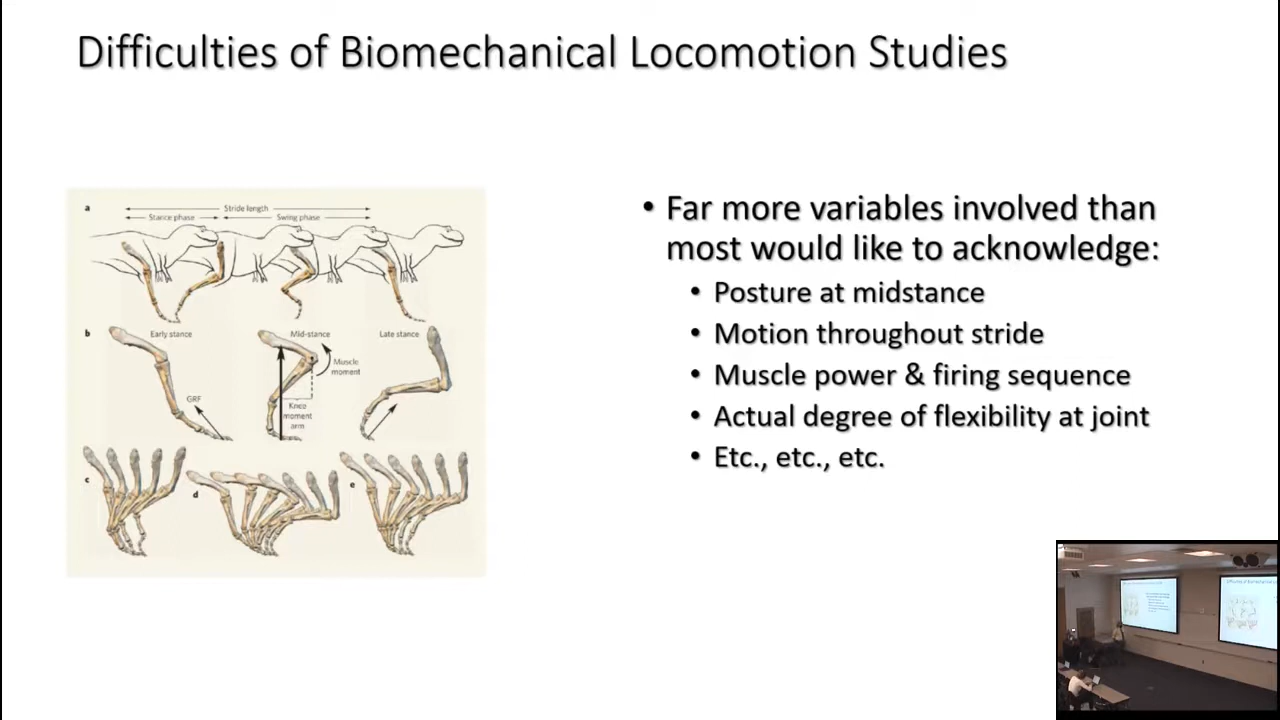 Difficulties of Biomechanical Locomotion Studies
a
Stride length
Stance phase
Swing phase
b
Early stance
Mid-stance
Late stance
GRF
Muscle
moment
Knee
moment
arm
c
d
e
• Far more variables involved than
most would like to acknowledge:
• Posture at midstance
• Motion throughout stride
• Muscle power & firing sequence
• Actual degree of flexibility at joint
• Etc., etc., etc.